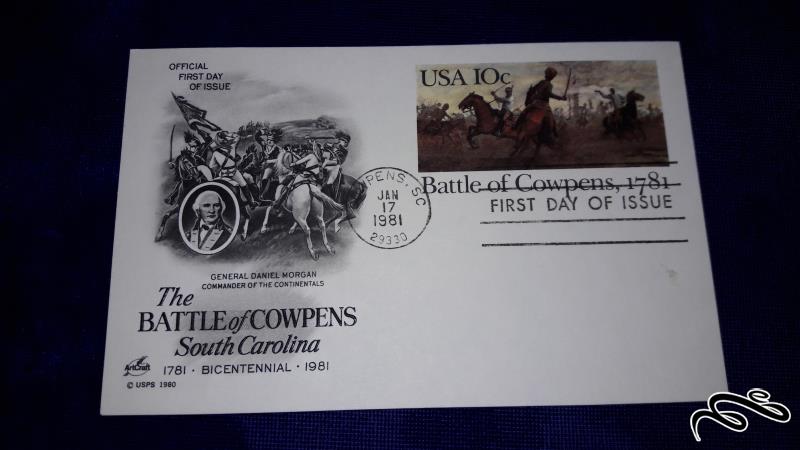 OFFICIAL
FIRST DAY
OF ISSUE
USA 10c
Battle of Cowpens, 1781
FIRST DAY OF ISSUE
PENS, SC
JAN
17
1981
29330
GENERAL DANIEL MORGAN
COMMANDER OF THE CONTINENTALS
The
BATTLE of COWPENS
South Carolina
1781 · BICENTENNIAL · 1981
ArtCraft
© USPS 1980